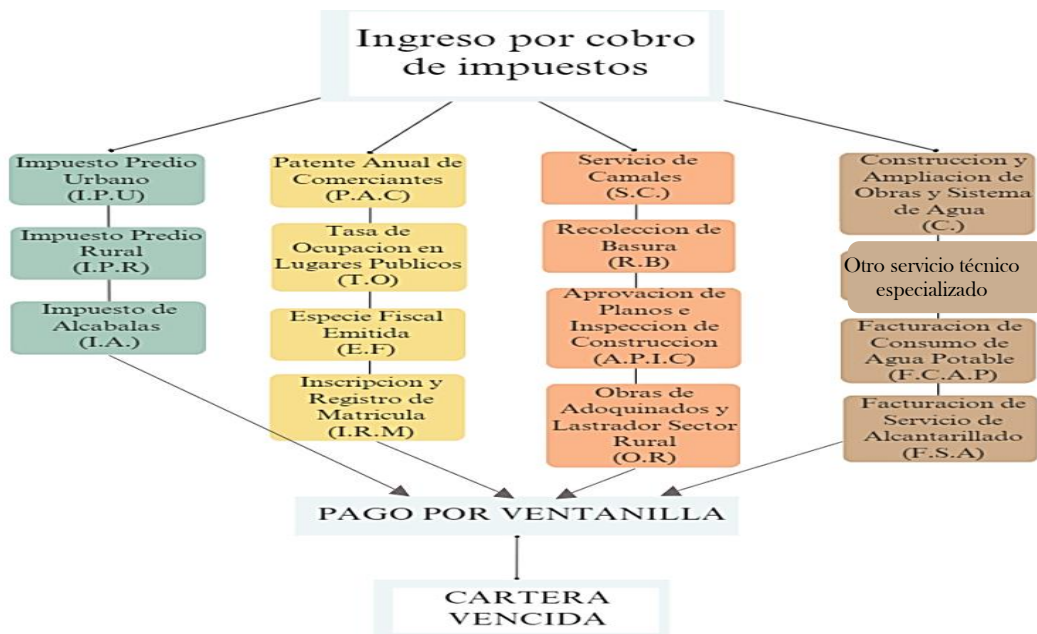 Ingreso por cobro
de impuestos
Impuesto Predio
Urbano
(I.P.U)
Impuesto Predio
Rural
(I.P.R)
Impuesto de
Alcabalas
(I.A.)
Patente Anual de
Comerciantes
(P.A.C)
Tasa de
Ocupacion en
Lugares Publicos
(T.O)
Especie Fiscal
Emitida
(E.F)
Inscripcion y
Registro de
Matricula
(I.R.M)
Servicio de
Camales
(S.C.)
Recoleccion de
Basura
(R.B)
Aprovacion de
Planos e
Inspeccion de
Construccion
(A.P.I.C)
Obras de
Adoquinados y
Lastrador Sector
Rural
(O.R)
Construccion y
Ampliacion de
Obras y Sistema
de Agua
(C.)
Otro servicio técnico
especializado
Facturacion de
Consumo de
Agua Potable
(F.C.A.P)
Facturacion de
Servicio de
Alcantarillado
(F.S.A)
PAGO POR VENTANILLA
CARTERA
VENCIDA